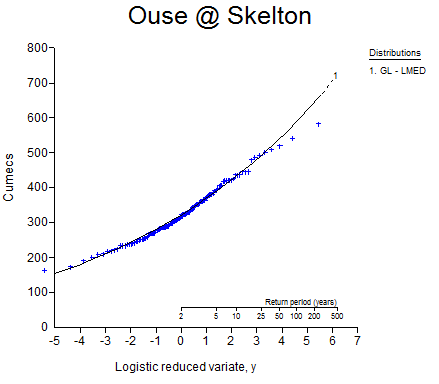 Ouse @ Skelton
Distributions
1. GL - LMED
Cumecs
800
700
600
500
400
300
200
100
0
1
Return period (years)
2 5 10 25 50 100 200 500
-5 -4 -3 -2 -1 0 1 2 3 4 5 6 7
Logistic reduced variate, y